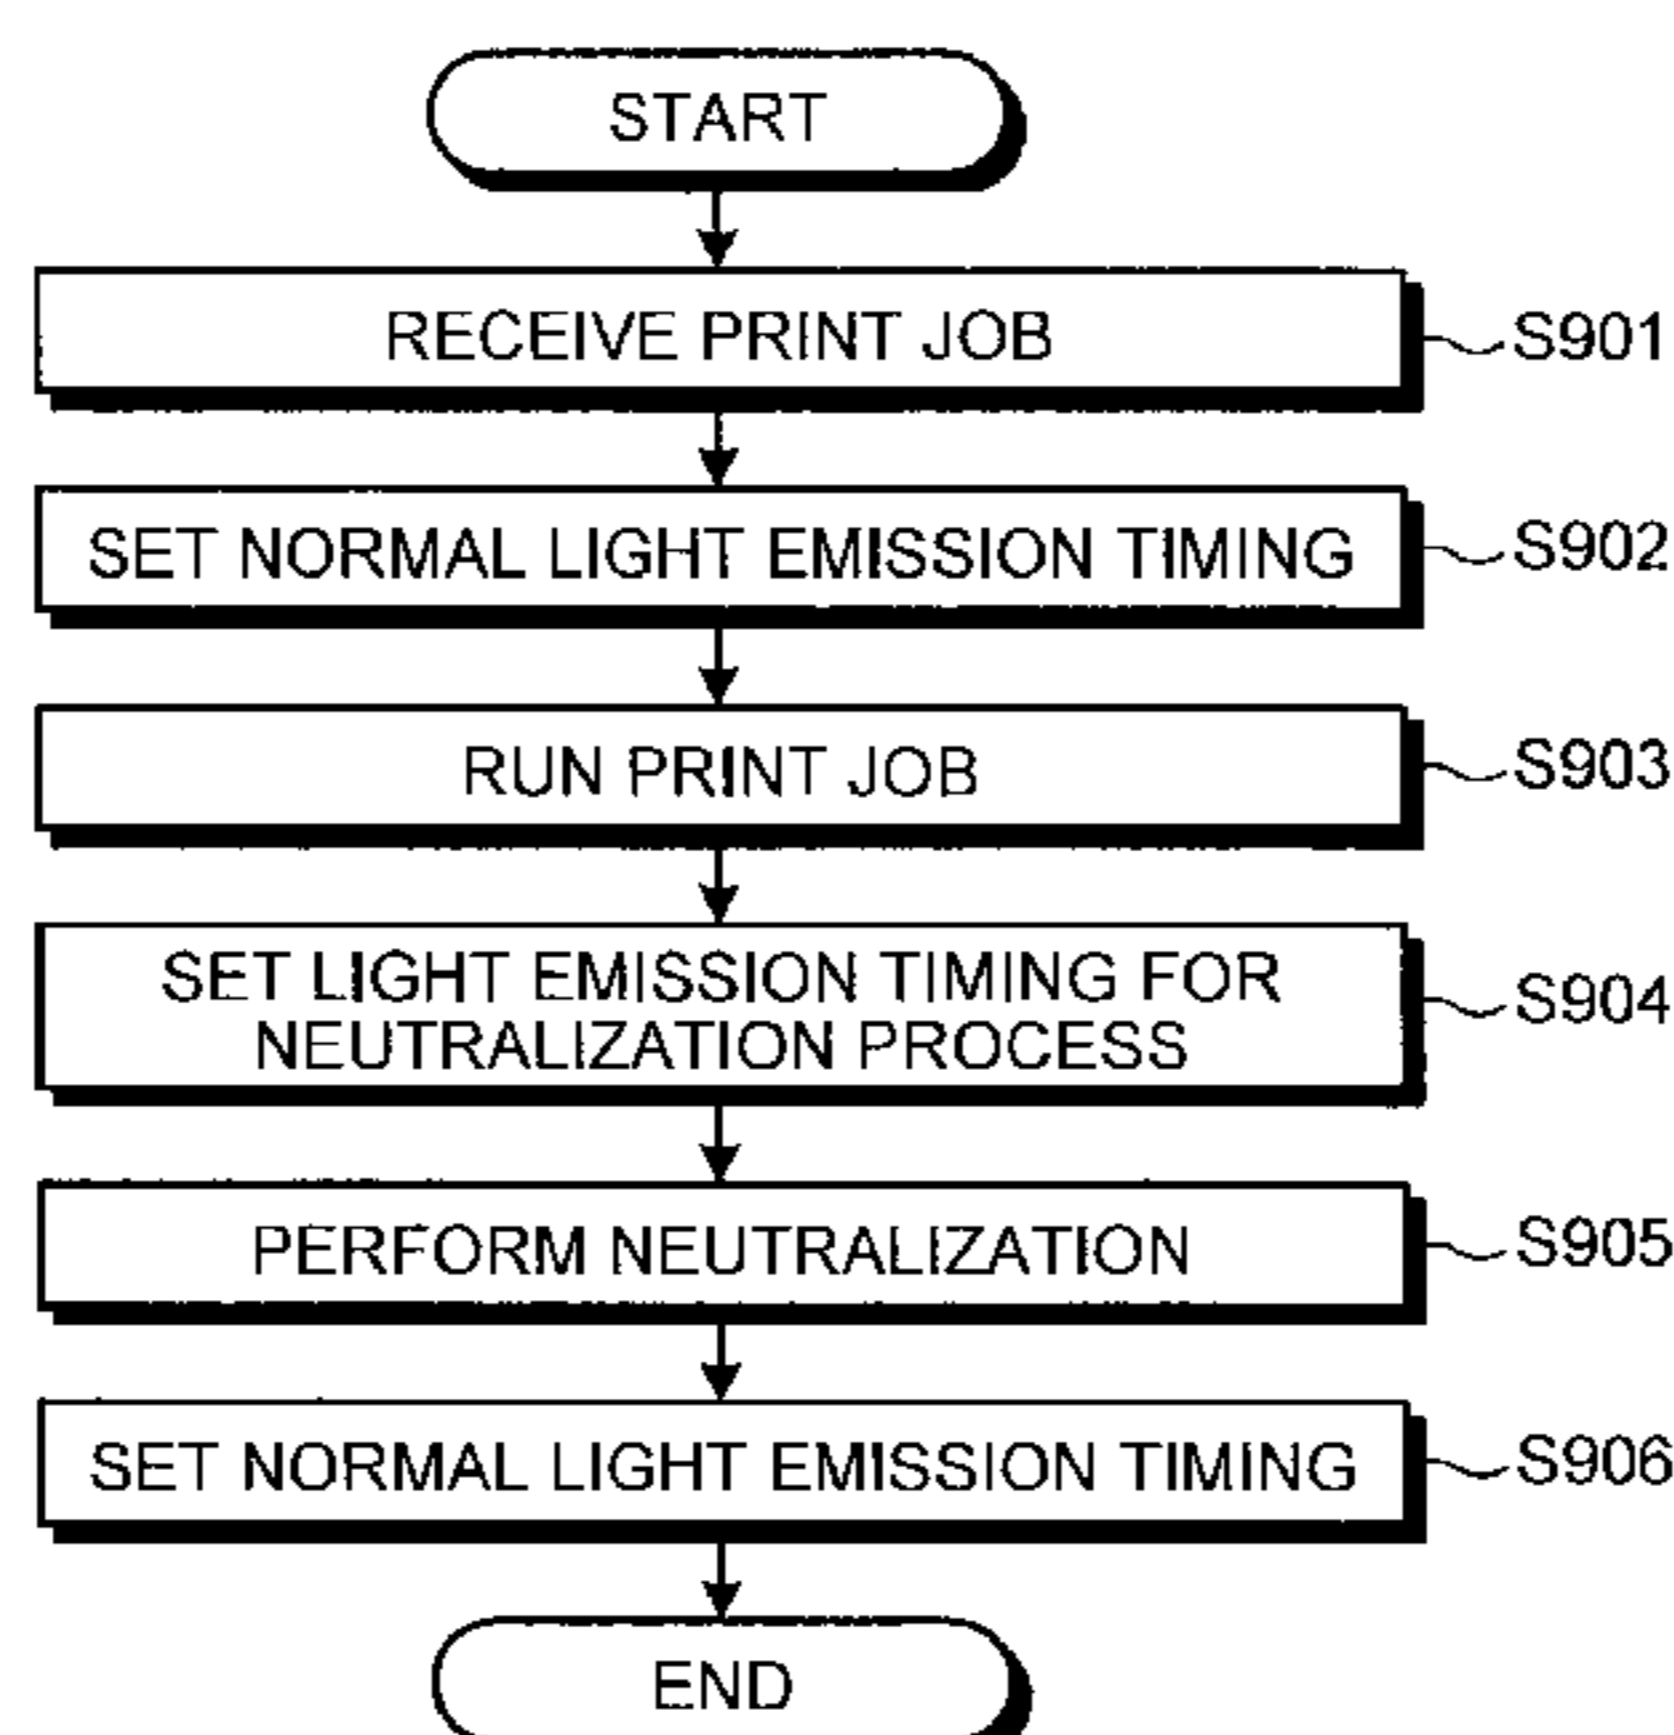 START
RECEIVE PRINT JOB
S901
SET NORMAL LIGHT EMISSION TIMING
S902
RUN PRINT JOB
S903
SET LIGHT EMISSION TIMING FOR
NEUTRALIZATION PROCESS
S904
PERFORM NEUTRALIZATION
S905
SET NORMAL LIGHT EMISSION TIMING
S906
END